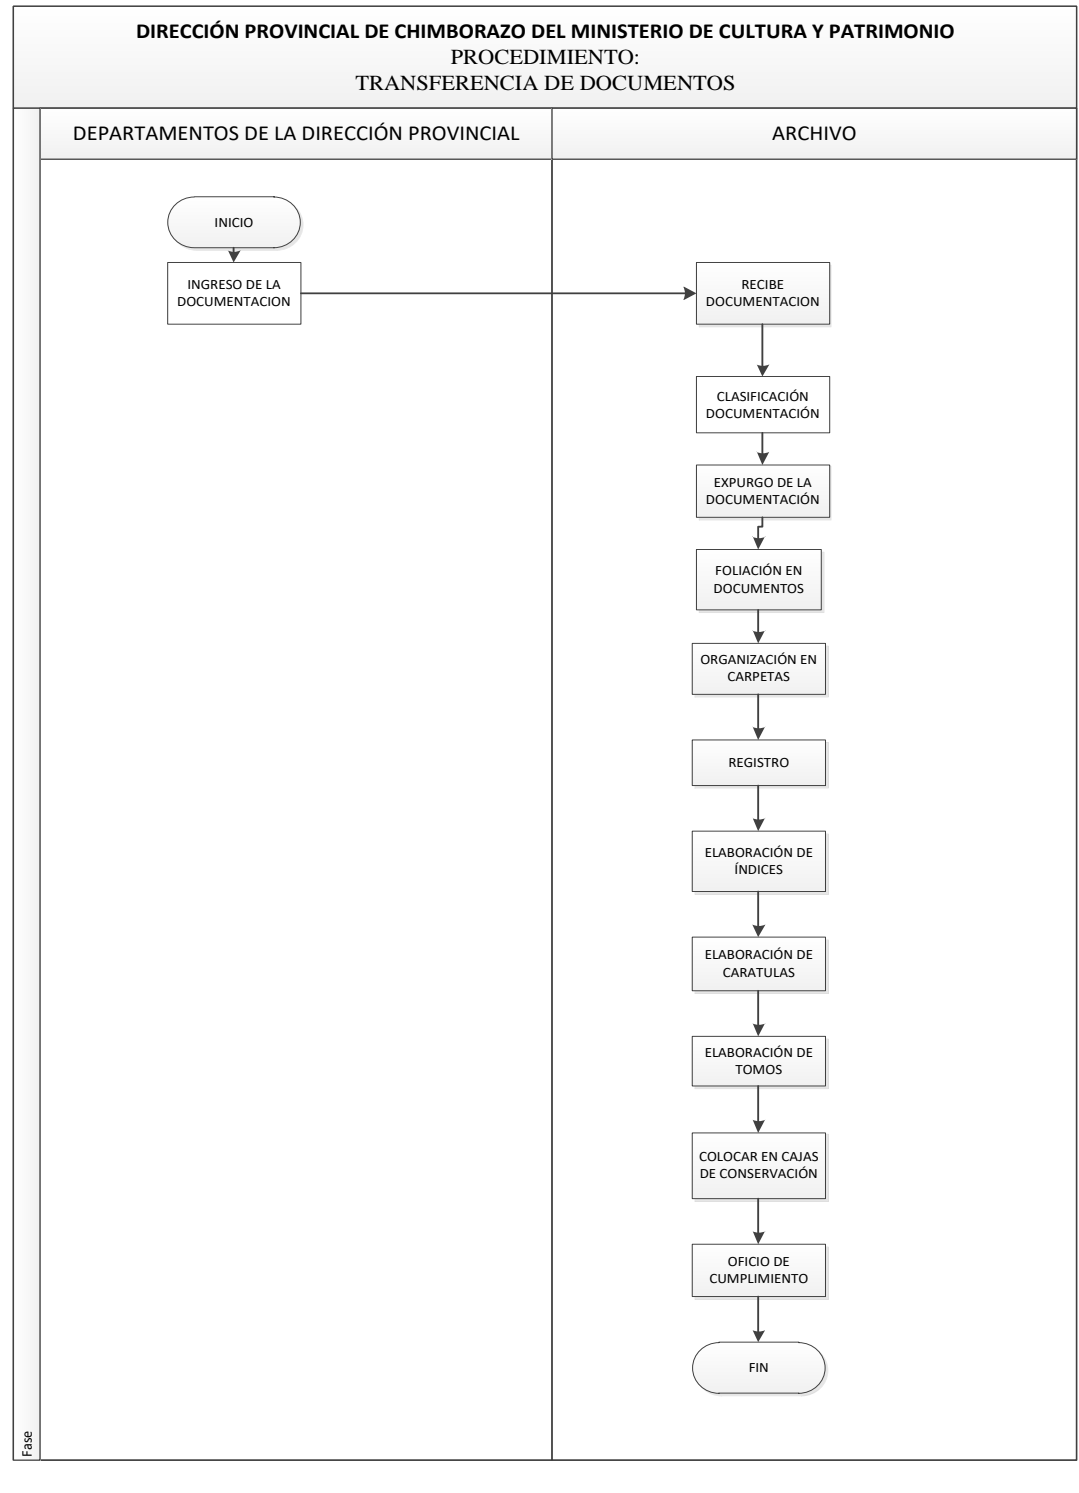 DIRECCIÓN PROVINCIAL DE CHIMBORAZO DEL MINISTERIO DE CULTURA Y PATRIMONIO
PROCEDIMIENTO:
TRANSFERENCIA DE DOCUMENTOS
DEPARTAMENTOS DE LA DIRECCIÓN PROVINCIAL
ARCHIVO
INICIO
INGRESO DE LA
DOCUMENTACION
RECIBE
DOCUMENTACION
CLASIFICACIÓN
DOCUMENTACIÓN
EXPURGO DE LA
DOCUMENTACIÓN
FOLIACIÓN EN
DOCUMENTOS
ORGANIZACIÓN EN
CARPETAS
REGISTRO
ELABORACIÓN DE
ÍNDICES
ELABORACIÓN DE
CARATULAS
ELABORACIÓN DE
TOMOS
COLOCAR EN CAJAS
DE CONSERVACIÓN
OFICIO DE
CUMPLIMIENTO
FIN
Fase